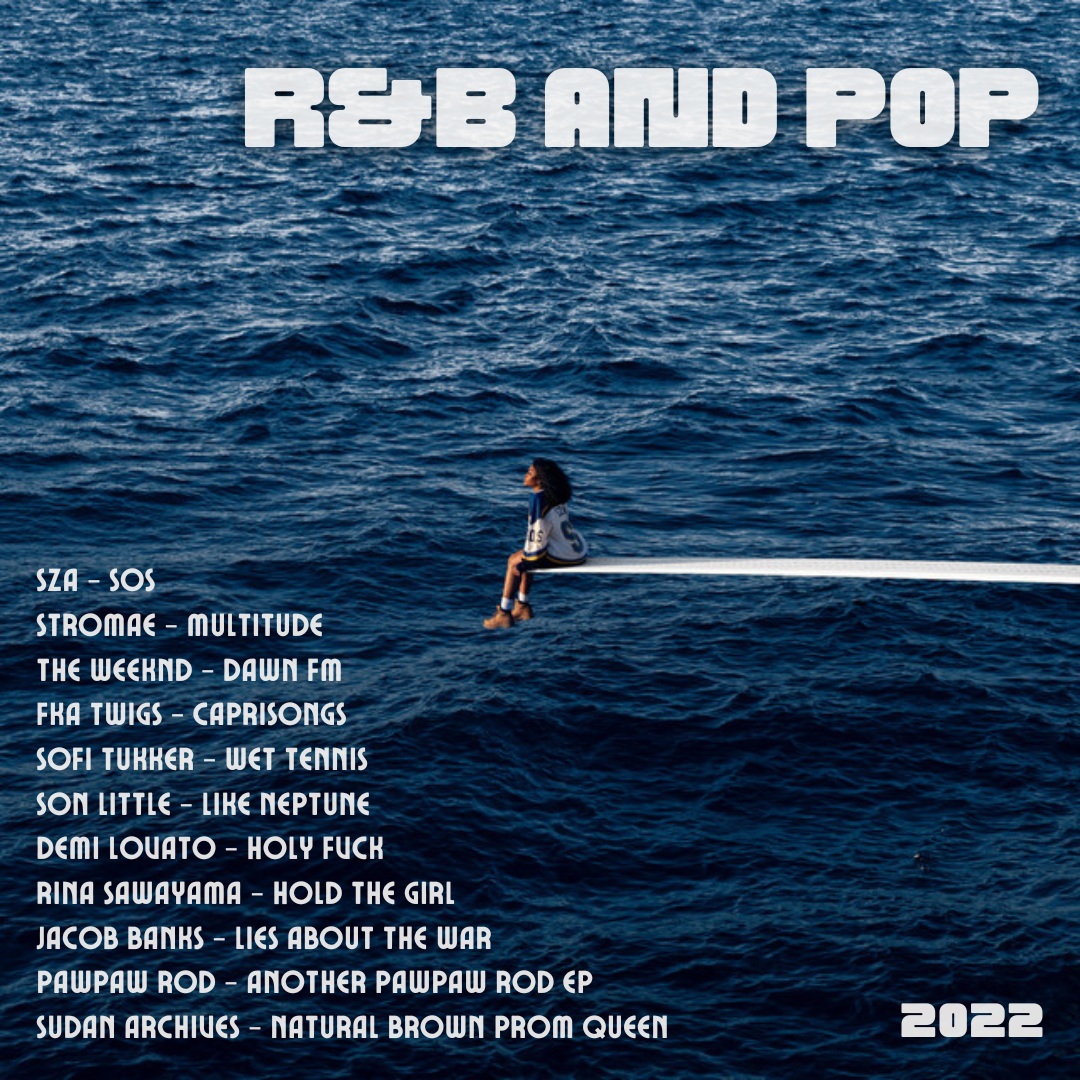 R&B AND POP
SZA – SOS
STROMAE – MULTITUDE
THE WEEKND – DAWN FM
FKA TWIGS – CAPRISONGS
SOFI TUKKER – WET TENNIS
SON LITTLE – LIKE NEPTUNE
DEMI LOVATO – HOLY FUCK
RINA SAWAYAMA – HOLD THE GIRL
JACOB BANKS – LIES ABOUT THE WAR
PAWPAW ROD – ANOTHER PAWPAW ROD EP
SUDAN ARCHIVES – NATURAL BROWN PROM QUEEN
2022